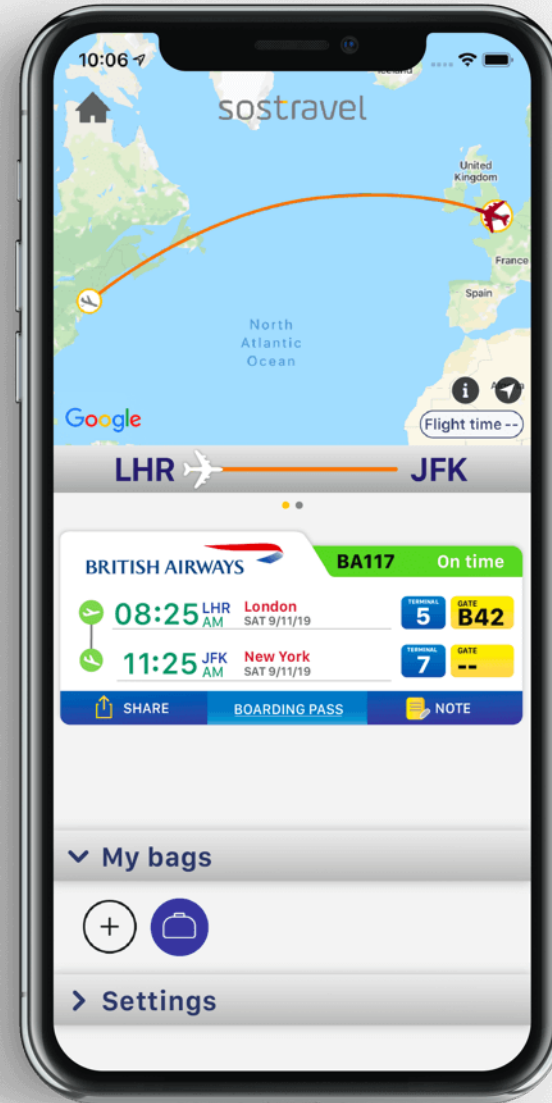 10:06
Iceland
sostravel
United
Kingdom
France
Spain
North
Atlantic
Ocean
Google
i
Flight time --
LHR JFK
BRITISH AIRWAYS BA117 On time
08:25 AM LHR London SAT 9/11/19 TERMINAL 5 GATE B42
11:25 AM JFK New York SAT 9/11/19 TERMINAL 7 GATE --
SHARE BOARDING PASS NOTE
My bags
+
Settings